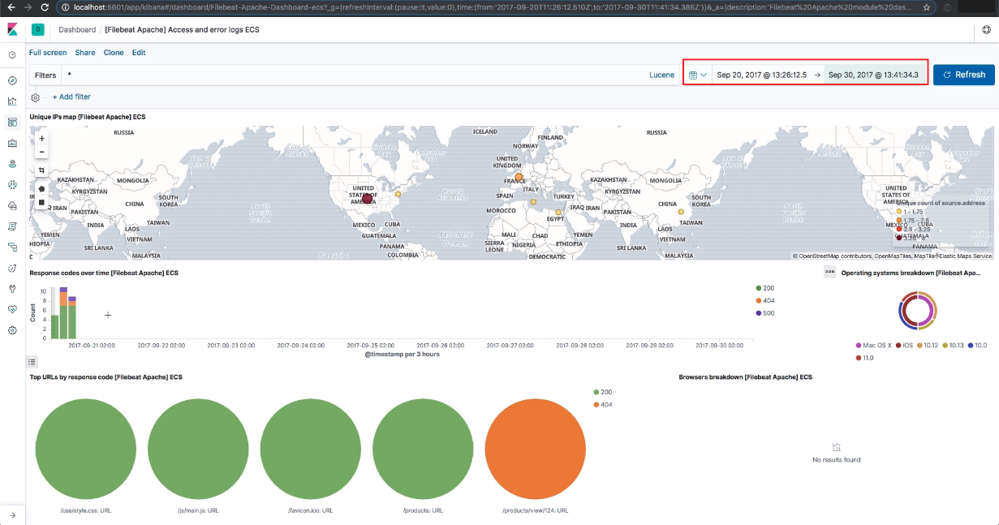 localhost:5601/app/kibana#/dashboard/Filebeat-Apache-Dashboard-ecs?_g=(refreshInterval:(pause:!t,value:0),time:(from:'2017-09-20T11:26:12.510Z',to:'2017-09-30T11:41:34.386Z'))&_a=(description:'Filebeat%20Apache%20module%20das...
D Dashboard / [Filebeat Apache] Access and error logs ECS
Full screen Share Clone Edit
Filters * Lucene Sep 20, 2017 @ 13:26:12.5 → Sep 30, 2017 @ 13:41:34.3 Refresh
+ Add filter
Unique IPs map [Filebeat Apache] ECS
+
−
RUSSIA ICELAND FINLAND RUSSIA
NORWAY
UNITED
KINGDOM
KAZAKHSTAN MONGOLIA FRANCE KAZAKHSTAN MONGOLIA
KYRGYZSTAN UNITED STATES OF AMERICA ITALY KYRGYZSTAN UNITED STATES OF AMERICA
CHINA SOUTH KOREA SPAIN TURKEY CHINA SOUTH KOREA
IRAN PAKISTAN MOROCCO IRAQ IRAN PAKISTAN
INDIA TAIWAN MEXICO CUBA EGYPT INDIA TAIWAN MEXICO CUBA
LAOS GUATEMALA MALI CHAD YEMEN LAOS GUATEMALA
YEMEN VIETNAM PANAMA SIERRA LEONE NIGERIA ETHIOPIA VIETNAM PANAMA
HIOPIA SRI LANKA COLOMBIA SRI LANKA
MALAYSIA Pacific DEMOCRATIC MALAYSIA
North Pacific Ocean
Atlantic Ocean
Unique count of source.address
1 – 1.75
1.75 – 2.5
2.5 – 3.25
3.25 – 4
© OpenStreetMap contributors, OpenMapTiles, MapTiler, Elastic Maps Service
Response codes over time [Filebeat Apache] ECS
Count
10
8
6
4
2
0
2017-09-21 02:00 2017-09-22 02:00 2017-09-23 02:00 2017-09-24 02:00 2017-09-25 02:00 2017-09-26 02:00 2017-09-27 02:00 2017-09-28 02:00 2017-09-29 02:00 2017-09-30 02:00
@timestamp per 3 hours
200
404
500
Operating systems breakdown [Filebeat Apa...
Mac OS X iOS 10.12 10.13 10.0
11.0
Top URLs by response code [Filebeat Apache] ECS
200
404
/css/style.css: URL /js/main.js: URL /favicon.ico: URL /products: URL /products/view/124: URL
Browsers breakdown [Filebeat Apache] ECS
No results found